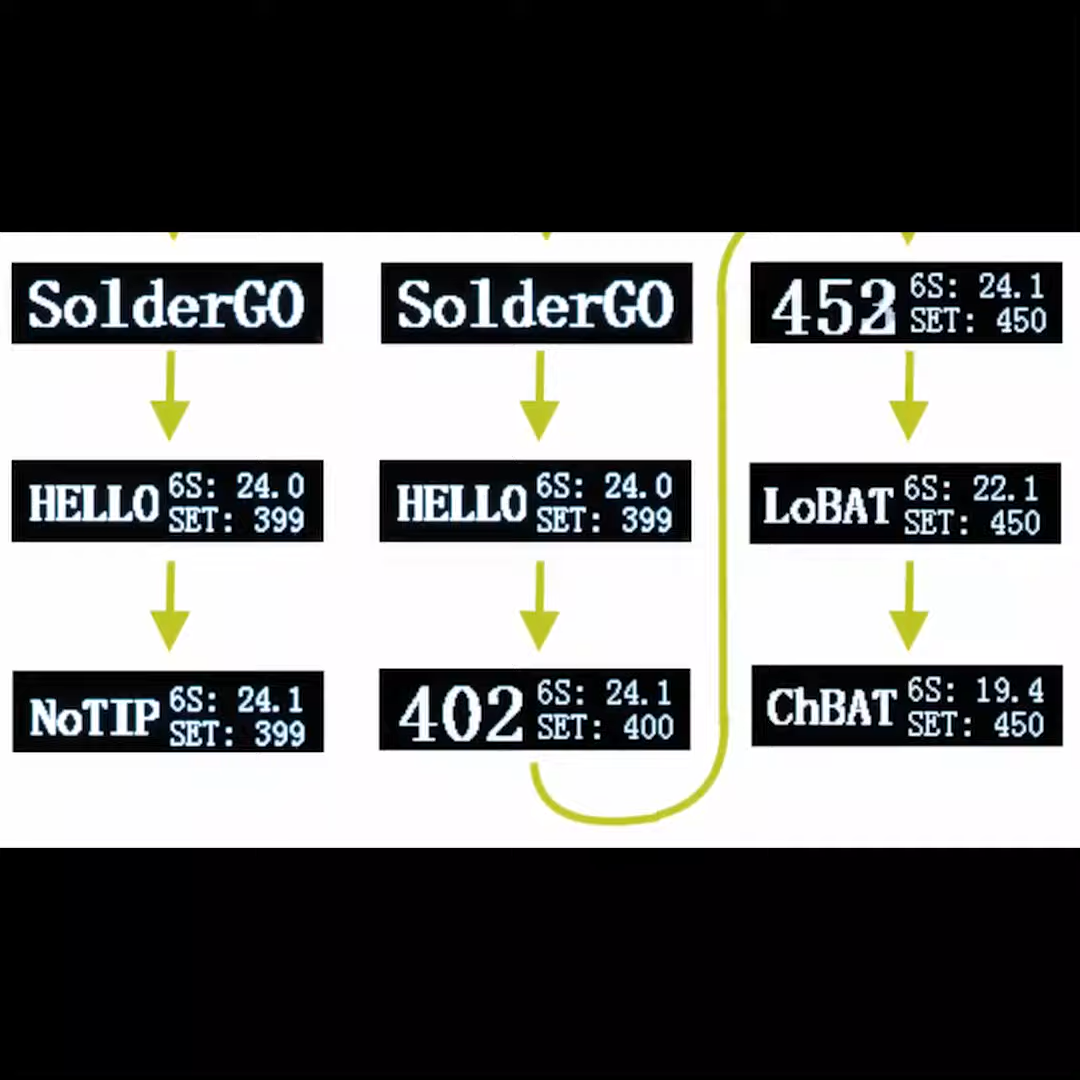 SolderGO
HELLO 6S: 24.0
SET: 399
NoTIP 6S: 24.1
SET: 399
SolderGO
HELLO 6S: 24.0
SET: 399
402 6S: 24.1
SET: 400
6S: 24.1
SET: 450
LoBAT 6S: 22.1
SET: 450
ChBAT 6S: 19.4
SET: 450